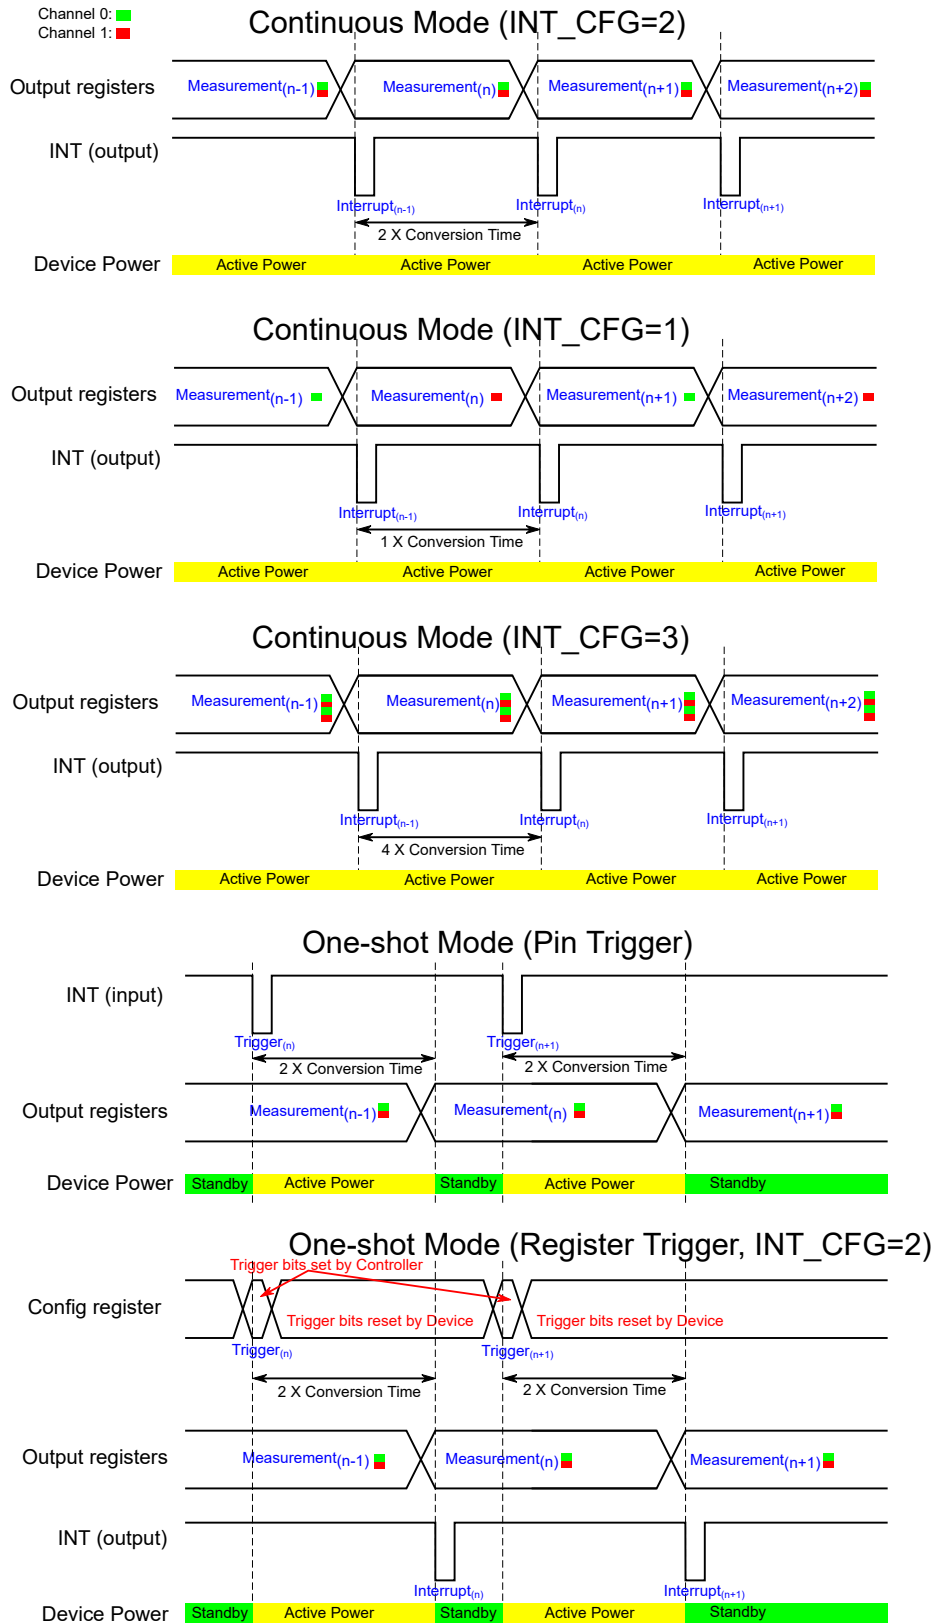 Channel 0:
Channel 1:
Continuous Mode (INT_CFG=2)
Output registers
Measurement(n-1)
Measurement(n)
Measurement(n+1)
Measurement(n+2)
INT (output)
Interrupt(n-1)
Interrupt(n)
Interrupt(n+1)
2 X Conversion Time
Device Power
Active Power
Active Power
Active Power
Active Power
Continuous Mode (INT_CFG=1)
Output registers
Measurement(n-1)
Measurement(n)
Measurement(n+1)
Measurement(n+2)
INT (output)
Interrupt(n-1)
Interrupt(n)
Interrupt(n+1)
1 X Conversion Time
Device Power
Active Power
Active Power
Active Power
Active Power
Continuous Mode (INT_CFG=3)
Output registers
Measurement(n-1)
Measurement(n)
Measurement(n+1)
Measurement(n+2)
INT (output)
Interrupt(n-1)
Interrupt(n)
Interrupt(n+1)
4 X Conversion Time
Device Power
Active Power
Active Power
Active Power
Active Power
One-shot Mode (Pin Trigger)
INT (input)
Trigger(n)
Trigger(n+1)
2 X Conversion Time
2 X Conversion Time
Output registers
Measurement(n-1)
Measurement(n)
Measurement(n+1)
Device Power
Standby
Active Power
Standby
Active Power
Standby
One-shot Mode (Register Trigger, INT_CFG=2)
Trigger bits set by Controller
Config register
Trigger bits reset by Device
Trigger bits reset by Device
Trigger(n)
Trigger(n+1)
2 X Conversion Time
2 X Conversion Time
Output registers
Measurement(n-1)
Measurement(n)
Measurement(n+1)
INT (output)
Interrupt(n)
Interrupt(n+1)
Device Power
Standby
Active Power
Standby
Active Power
Standby